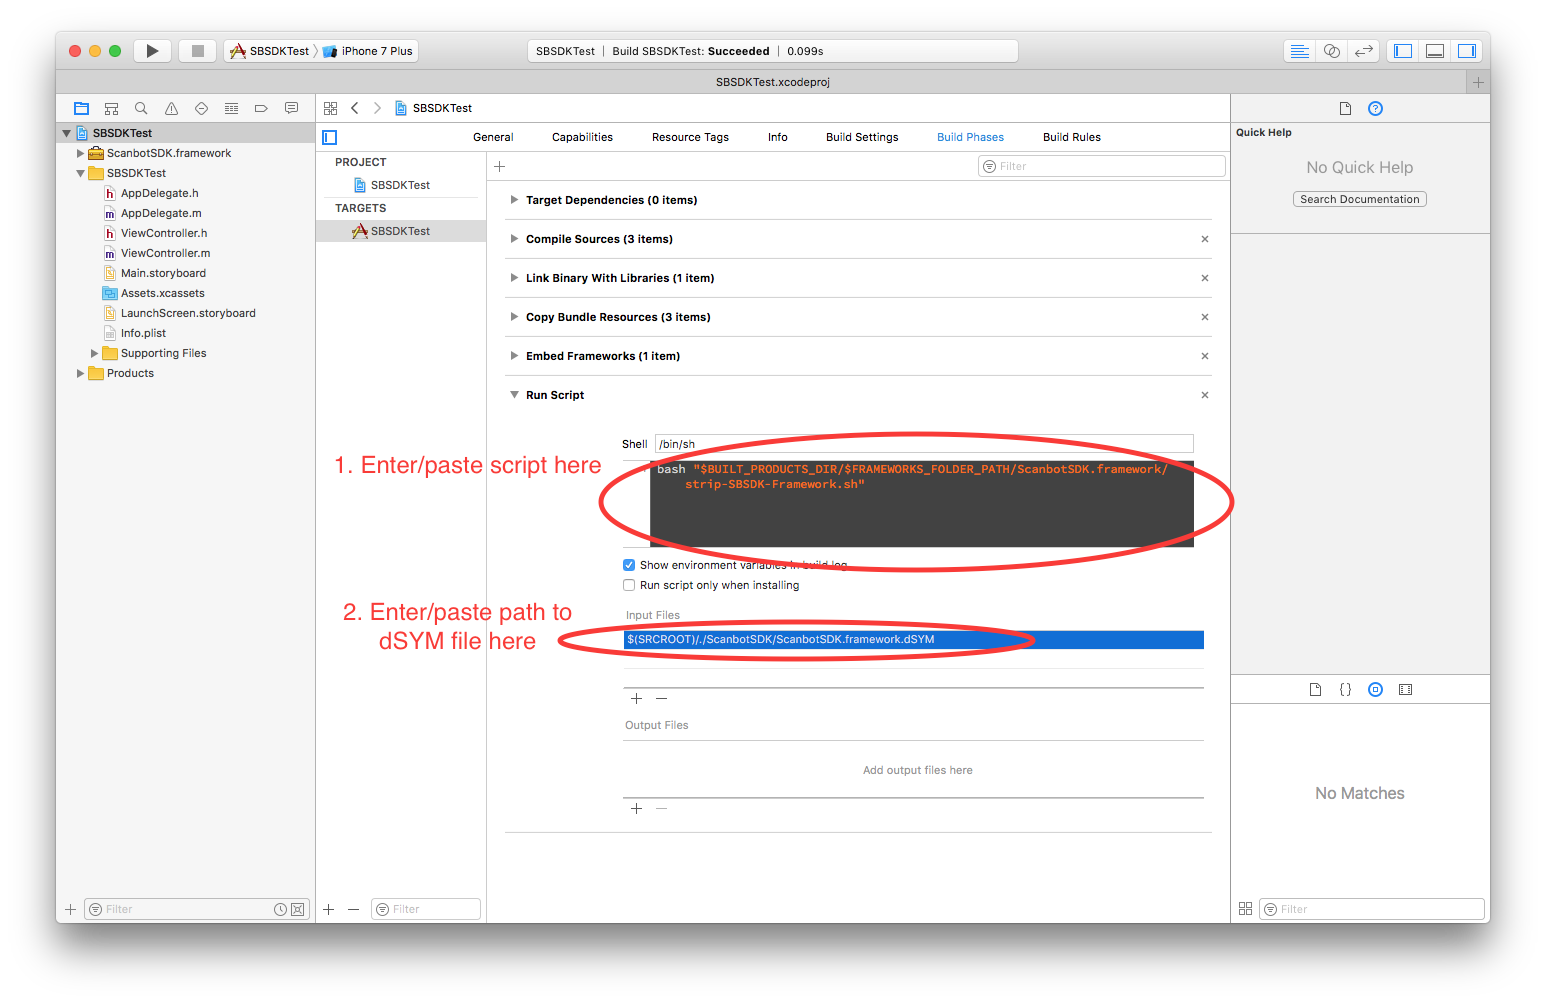 SBSDKTest
iPhone 7 Plus
SBSDKTest | Build SBSDKTest: Succeeded | 0.099s
SBSDKTest.xcodeproj
SBSDKTest
General
Capabilities
Resource Tags
Info
Build Settings
Build Phases
Build Rules
SBSDKTest
ScanbotSDK.framework
SBSDKTest
AppDelegate.h
AppDelegate.m
ViewController.h
ViewController.m
Main.storyboard
Assets.xcassets
LaunchScreen.storyboard
Info.plist
Supporting Files
Products
Filter
PROJECT
SBSDKTest
TARGETS
SBSDKTest
Filter
Filter
Target Dependencies (0 items)
Compile Sources (3 items)
Link Binary With Libraries (1 item)
Copy Bundle Resources (3 items)
Embed Frameworks (1 item)
Run Script
Shell /bin/sh
1. Enter/paste script here
bash "$BUILT_PRODUCTS_DIR/$FRAMEWORKS_FOLDER_PATH/ScanbotSDK.framework/
strip-SBSDK-Framework.sh"
Show environment variables in build log
Run script only when installing
2. Enter/paste path to
dSYM file here
Input Files
$(SRCROOT)/./ScanbotSDK/ScanbotSDK.framework.dSYM
Output Files
Add output files here
Quick Help
No Quick Help
Search Documentation
No Matches
Filter